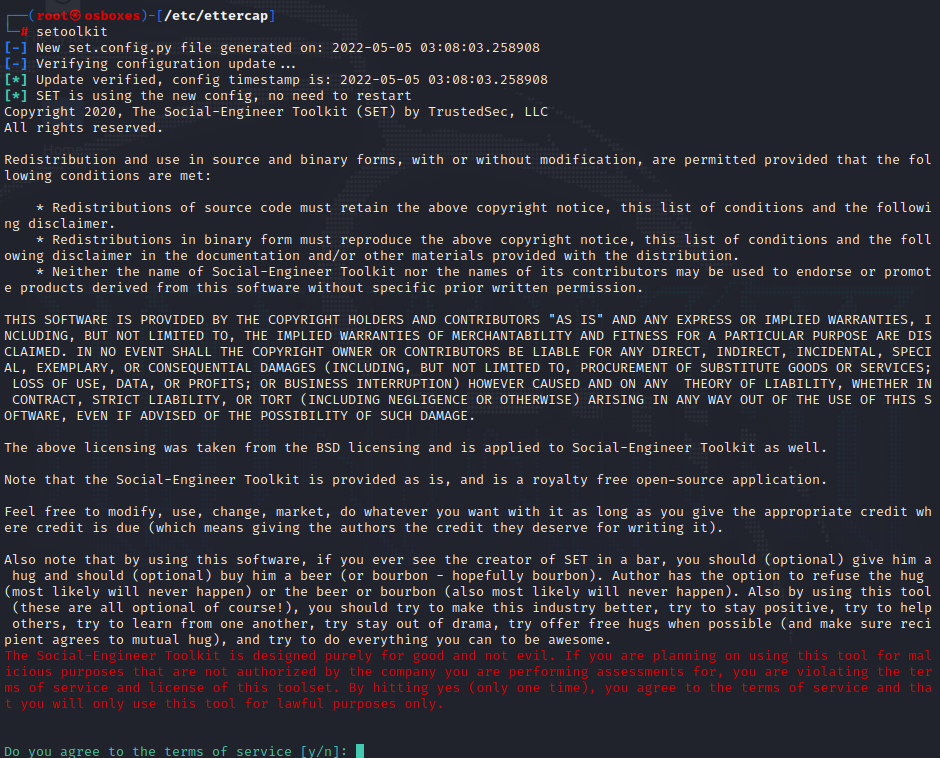 ┌──(root㉿osboxes)-[/etc/ettercap]
└─# setoolkit
[-] New set.config.py file generated on: 2022-05-05 03:08:03.258908
[-] Verifying configuration update...
[*] Update verified, config timestamp is: 2022-05-05 03:08:03.258908
[*] SET is using the new config, no need to restart
Copyright 2020, The Social-Engineer Toolkit (SET) by TrustedSec, LLC
All rights reserved.
Redistribution and use in source and binary forms, with or without modification, are permitted provided that the fol
lowing conditions are met:
* Redistributions of source code must retain the above copyright notice, this list of conditions and the followi
ng disclaimer.
* Redistributions in binary form must reproduce the above copyright notice, this list of conditions and the foll
owing disclaimer in the documentation and/or other materials provided with the distribution.
* Neither the name of Social-Engineer Toolkit nor the names of its contributors may be used to endorse or promot
e products derived from this software without specific prior written permission.
THIS SOFTWARE IS PROVIDED BY THE COPYRIGHT HOLDERS AND CONTRIBUTORS "AS IS" AND ANY EXPRESS OR IMPLIED WARRANTIES, I
NCLUDING, BUT NOT LIMITED TO, THE IMPLIED WARRANTIES OF MERCHANTABILITY AND FITNESS FOR A PARTICULAR PURPOSE ARE DIS
CLAIMED. IN NO EVENT SHALL THE COPYRIGHT OWNER OR CONTRIBUTORS BE LIABLE FOR ANY DIRECT, INDIRECT, INCIDENTAL, SPECI
AL, EXEMPLARY, OR CONSEQUENTIAL DAMAGES (INCLUDING, BUT NOT LIMITED TO, PROCUREMENT OF SUBSTITUTE GOODS OR SERVICES;
LOSS OF USE, DATA, OR PROFITS; OR BUSINESS INTERRUPTION) HOWEVER CAUSED AND ON ANY  THEORY OF LIABILITY, WHETHER IN
CONTRACT, STRICT LIABILITY, OR TORT (INCLUDING NEGLIGENCE OR OTHERWISE) ARISING IN ANY WAY OUT OF THE USE OF THIS S
OFTWARE, EVEN IF ADVISED OF THE POSSIBILITY OF SUCH DAMAGE.
The above licensing was taken from the BSD licensing and is applied to Social-Engineer Toolkit as well.
Note that the Social-Engineer Toolkit is provided as is, and is a royalty free open-source application.
Feel free to modify, use, change, market, do whatever you want with it as long as you give the appropriate credit wh
ere credit is due (which means giving the authors the credit they deserve for writing it).
Also note that by using this software, if you ever see the creator of SET in a bar, you should (optional) give him a
hug and should (optional) buy him a beer (or bourbon - hopefully bourbon). Author has the option to refuse the hug
(most likely will never happen) or the beer or bourbon (also most likely will never happen). Also by using this tool
(these are all optional of course!), you should try to make this industry better, try to stay positive, try to help
others, try to learn from one another, try stay out of drama, try offer free hugs when possible (and make sure reci
pient agrees to mutual hug), and try to do everything you can to be awesome.
The Social-Engineer Toolkit is designed purely for good and not evil. If you are planning on using this tool for mal
icious purposes that are not authorized by the company you are performing assessments for, you are violating the ter
ms of service and license of this toolset. By hitting yes (only one time), you agree to the terms of service and tha
t you will only use this tool for lawful purposes only.
Do you agree to the terms of service [y/n]: